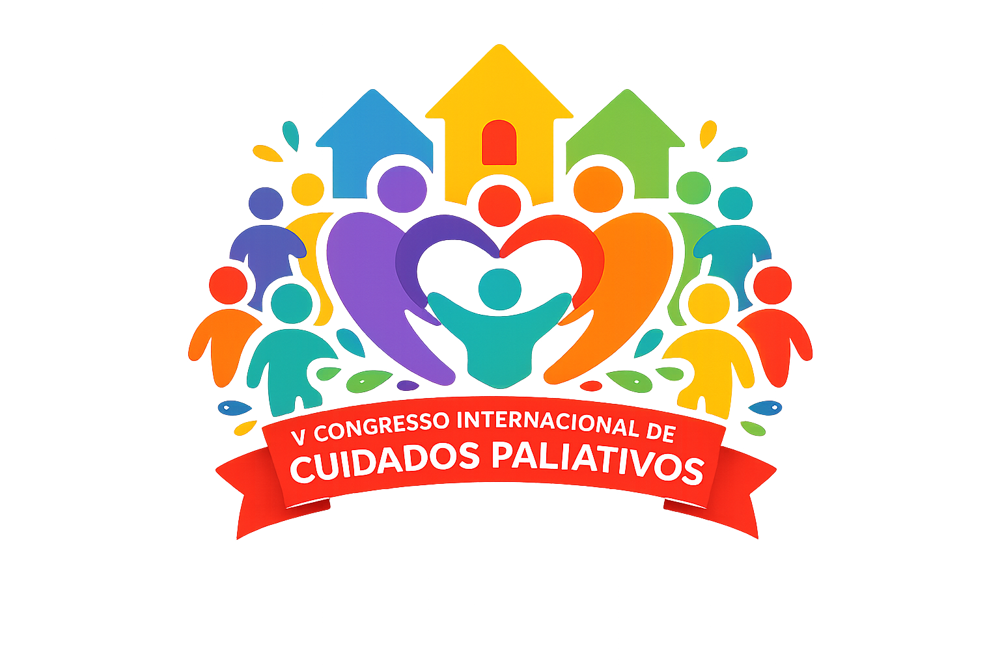 V CONGRESSO INTERNACIONAL DE
CUIDADOS PALIATIVOS